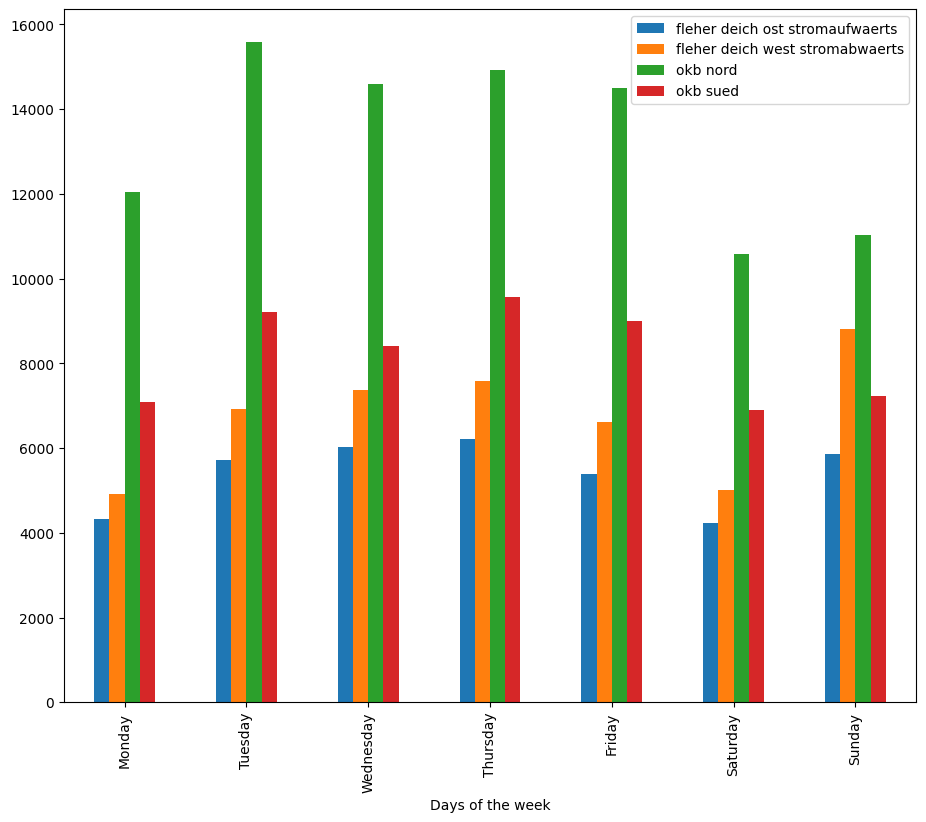 16000
14000
12000
10000
8000
6000
4000
2000
0
fleher deich ost stromaufwaerts
fleher deich west stromabwaerts
okb nord
okb sued
Monday
Tuesday
Wednesday
Thursday
Friday
Saturday
Sunday
Days of the week